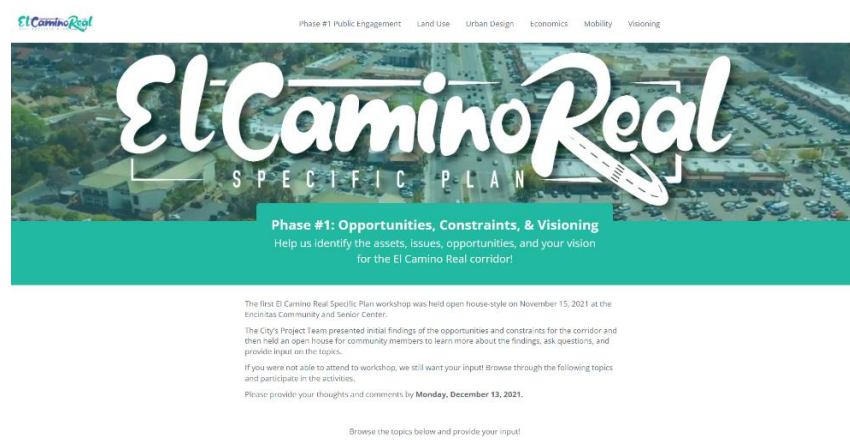 El Camino Real
Phase #1 Public Engagement Land Use Urban Design Economics Mobility Visioning
El Camino Real
SPECIFIC PLAN
Phase #1: Opportunities, Constraints, & Visioning
Help us identify the assets, issues, opportunities, and your vision
for the El Camino Real corridor!
The first El Camino Real Specific Plan workshop was held open house-style on November 15, 2021 at the
Encinitas Community and Senior Center.
The City's Project Team presented initial findings of the opportunities and constraints for the corridor and
then held an open house for community members to learn more about the findings, ask questions, and
provide input on the topics.
If you were not able to attend to workshop, we still want your input! Browse through the following topics
and participate in the activities.
Please provide your thoughts and comments by Monday, December 13, 2021.
Browse the topics below and provide your input!